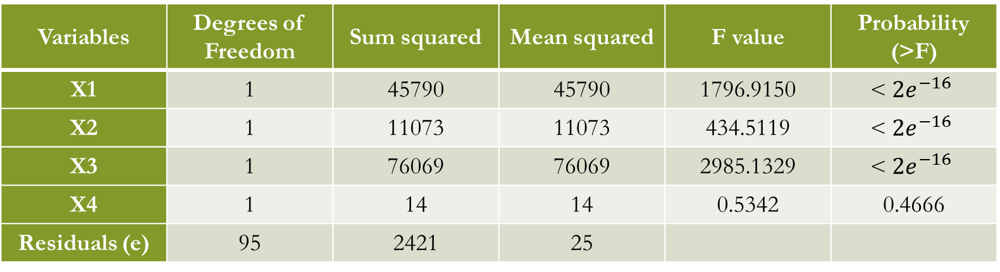 Variables Degrees of Freedom Sum squared Mean squared F value Probability (>F)
X1 1 45790 45790 1796.9150 < 2e⁻¹⁶
X2 1 11073 11073 434.5119 < 2e⁻¹⁶
X3 1 76069 76069 2985.1329 < 2e⁻¹⁶
X4 1 14 14 0.5342 0.4666
Residuals (e) 95 2421 25